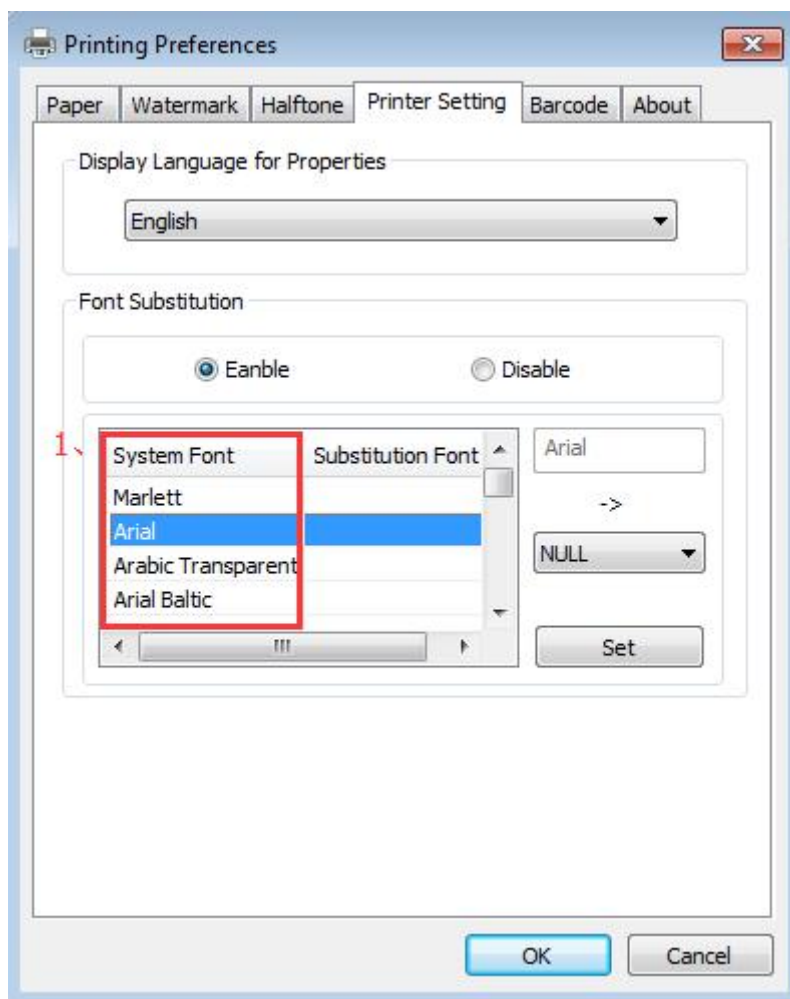 Printing Preferences
Paper Watermark Halftone Printer Setting Barcode About
Display Language for Properties
English
Font Substitution
Eanble Disable
1、
System Font Substitution Font
Arial
Marlett
->
Arial
Arabic Transparent
NULL
Arial Baltic
Set
OK Cancel